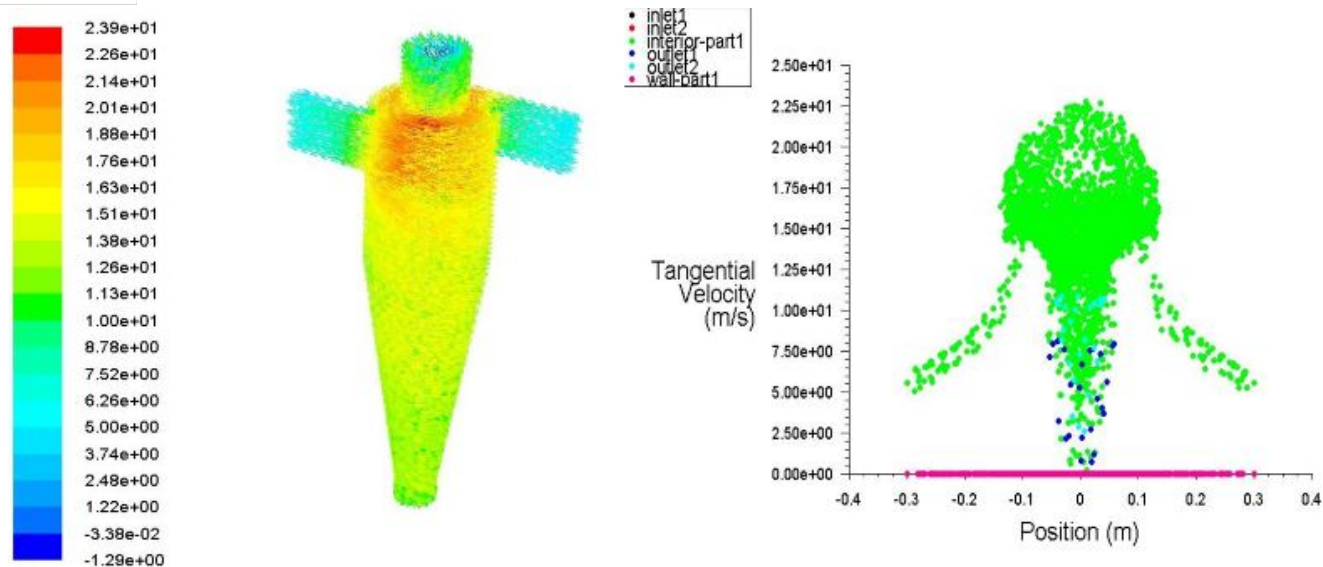 2.39e+01
2.26e+01
2.14e+01
2.01e+01
1.88e+01
1.76e+01
1.63e+01
1.51e+01
1.38e+01
1.26e+01
1.13e+01
1.00e+01
8.78e+00
7.52e+00
6.26e+00
5.00e+00
3.74e+00
2.48e+00
1.22e+00
-3.38e-02
-1.29e+00
inlet1
inlet2
interior-part1
outlet1
outlet2
wall-part1
2.50e+01
2.25e+01
2.00e+01
1.75e+01
1.50e+01
1.25e+01
1.00e+01
7.50e+00
5.00e+00
2.50e+00
0.00e+00
Tangential
Velocity
(m/s)
-0.4 -0.3 -0.2 -0.1 0 0.1 0.2 0.3 0.4
Position (m)